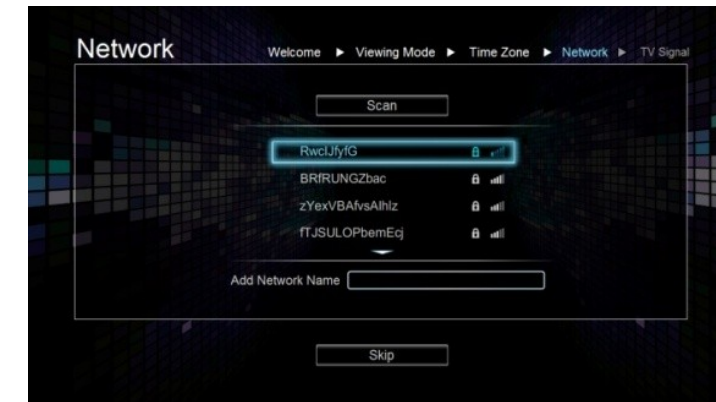 Network
Welcome ▶ Viewing Mode ▶ Time Zone ▶ Network ▶ TV Signal
Scan
RwclJfyfG
BRfRUNGZbac
zYexVBAfvsAlhlz
fTJSULOPbemEcj
Add Network Name
Skip